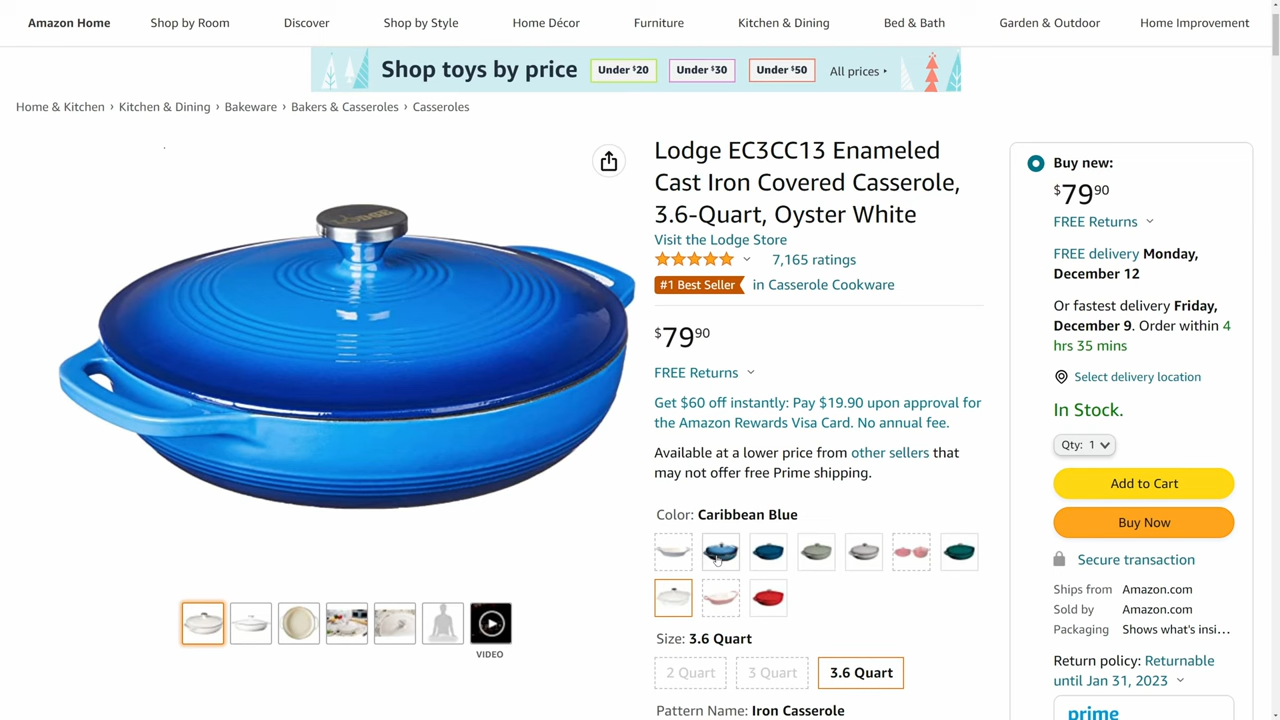 Amazon Home Shop by Room Discover Shop by Style Home Décor Furniture Kitchen & Dining Bed & Bath Garden & Outdoor Home Improvement
Shop toys by price Under $20 Under $30 Under $50 All prices ▸
Home & Kitchen › Kitchen & Dining › Bakeware › Bakers & Casseroles › Casseroles
LODGE
VIDEO
Lodge EC3CC13 Enameled
Cast Iron Covered Casserole,
3.6-Quart, Oyster White
Visit the Lodge Store
7,165 ratings
#1 Best Seller in Casserole Cookware
$79.90
FREE Returns
Get $60 off instantly: Pay $19.90 upon approval for
the Amazon Rewards Visa Card. No annual fee.
Available at a lower price from other sellers that
may not offer free Prime shipping.
Color: Caribbean Blue
Size: 3.6 Quart
2 Quart 3 Quart 3.6 Quart
Pattern Name: Iron Casserole
Buy new:
$79.90
FREE Returns
FREE delivery Monday,
December 12
Or fastest delivery Friday,
December 9. Order within 4
hrs 35 mins
Select delivery location
In Stock.
Qty: 1
Add to Cart
Buy Now
Secure transaction
Ships from Amazon.com
Sold by Amazon.com
Packaging Shows what's insi...
Return policy: Returnable
until Jan 31, 2023
prime